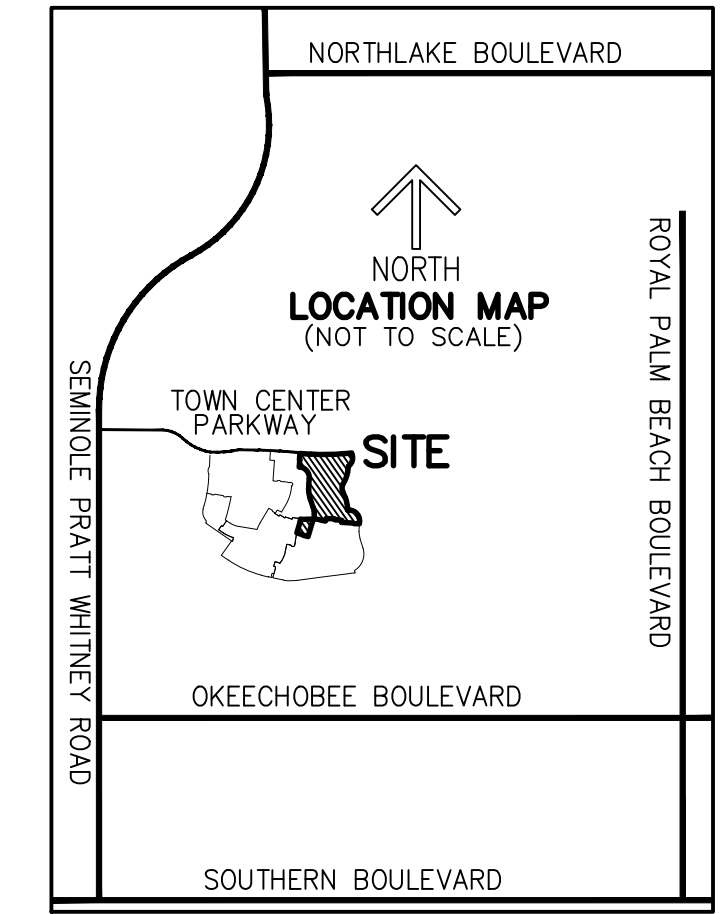 NORTHLAKE BOULEVARD
NORTH
LOCATION MAP
(NOT TO SCALE)
ROYAL PALM BEACH BOULEVARD
SEMINOLE PRATT WHITNEY ROAD
TOWN CENTER
PARKWAY
SITE
OKEECHOBEE BOULEVARD
SOUTHERN BOULEVARD